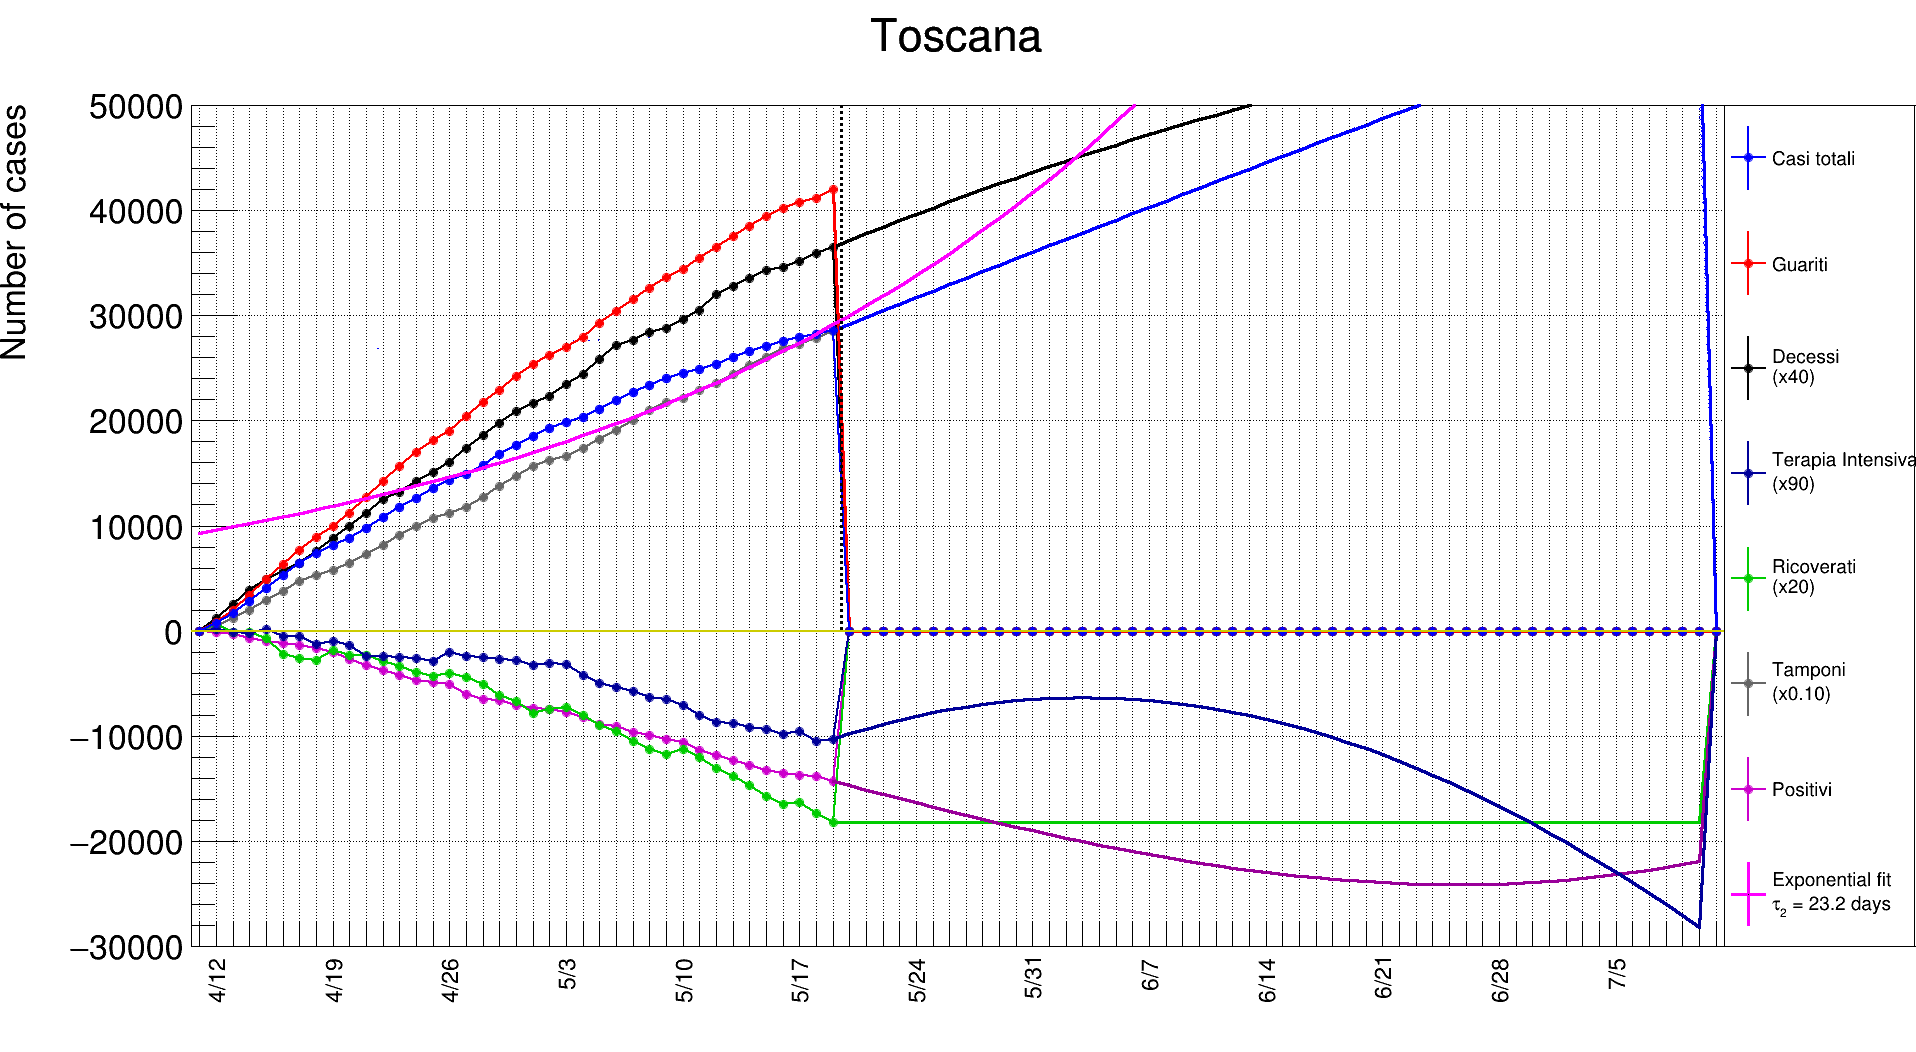 Toscana
Number of cases
50000
40000
30000
20000
10000
0
−10000
−20000
−30000
4/12
4/19
4/26
5/3
5/10
5/17
5/24
5/31
6/7
6/14
6/21
6/28
7/5
Casi totali
Guariti
Decessi
(x40)
Terapia Intensiva
(x90)
Ricoverati
(x20)
Tamponi
(x0.10)
Positivi
Exponential fit
τ2 = 23.2 days